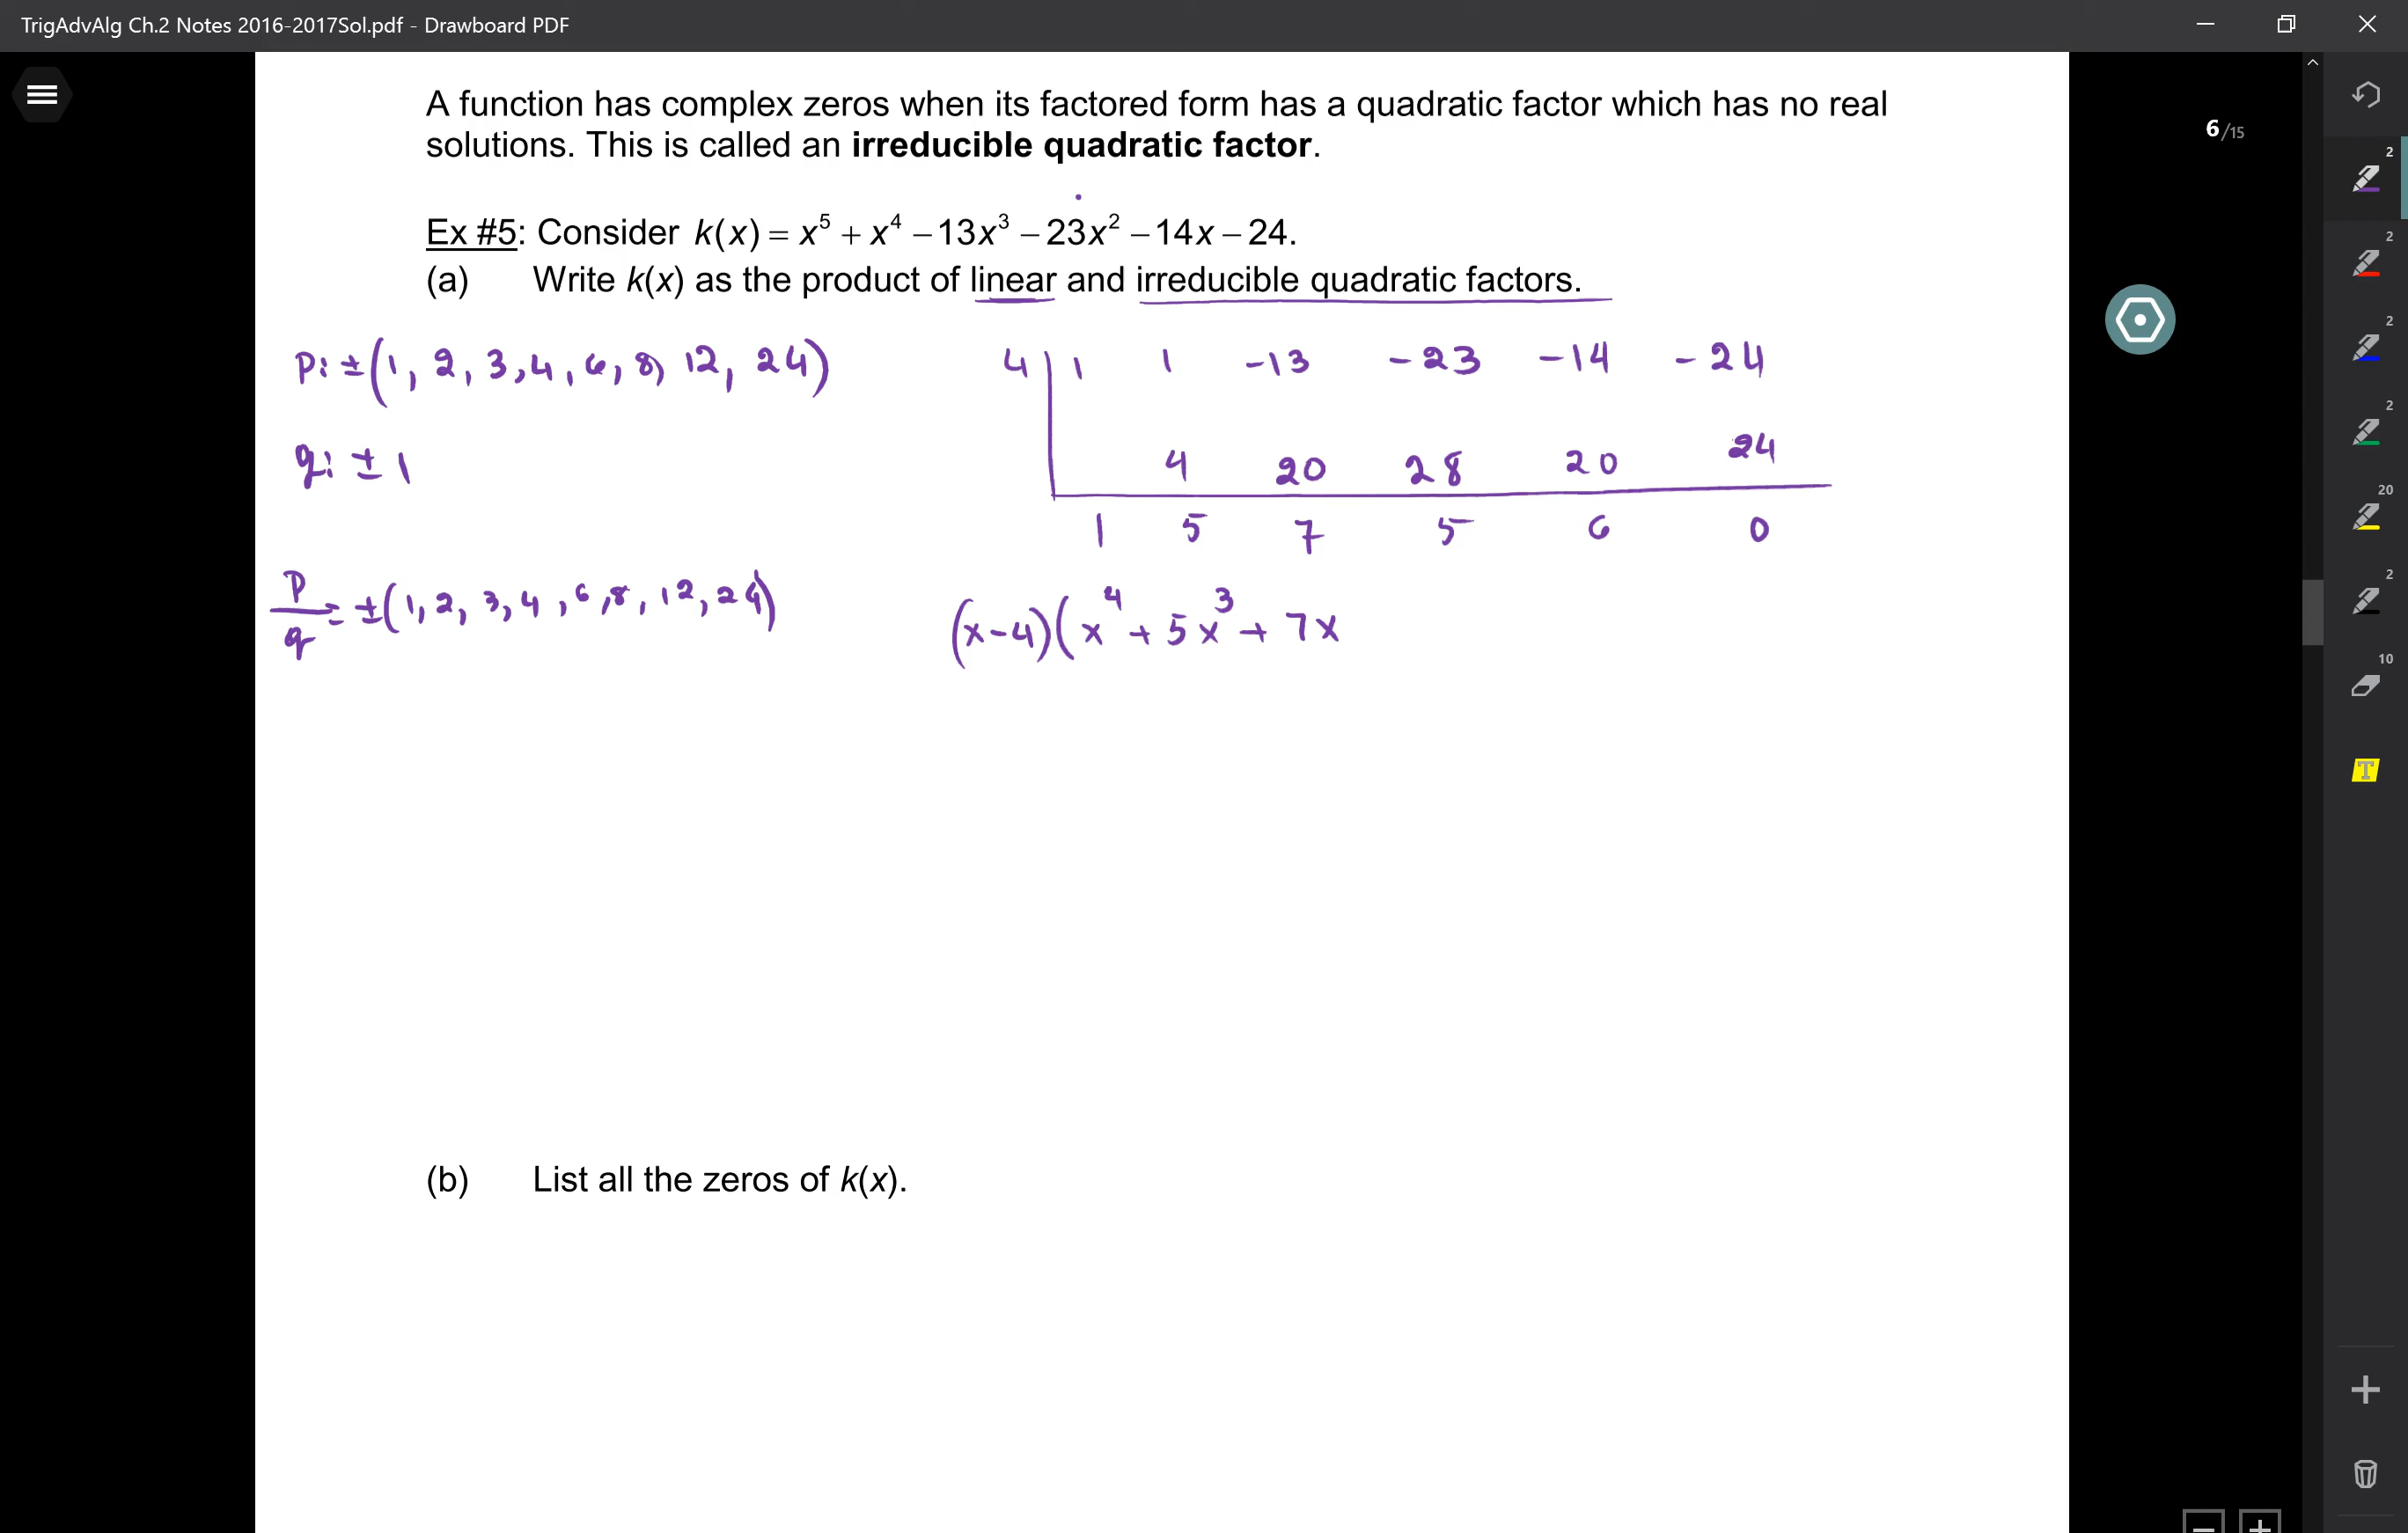 TrigAdvAlg Ch.2 Notes 2016-2017Sol.pdf - Drawboard PDF
A function has complex zeros when its factored form has a quadratic factor which has no real
solutions. This is called an irreducible quadratic factor.
6/15
Ex #5: Consider k(x) = x⁵ + x⁴ − 13x³ − 23x² − 14x − 24.
(a) Write k(x) as the product of linear and irreducible quadratic factors.
P: ±(1, 2, 3, 4, 6, 8, 12, 24)
q: ± 1
P/q = ±(1, 2, 3, 4, 6, 8, 12, 24)
4 | 1 1 -13 -23 -14 -24
4 20 28 20 24
1 5 7 5 6 0
(x-4)(x⁴ + 5x³ + 7x
(b) List all the zeros of k(x).
2
2
2
2
20
2
10
T